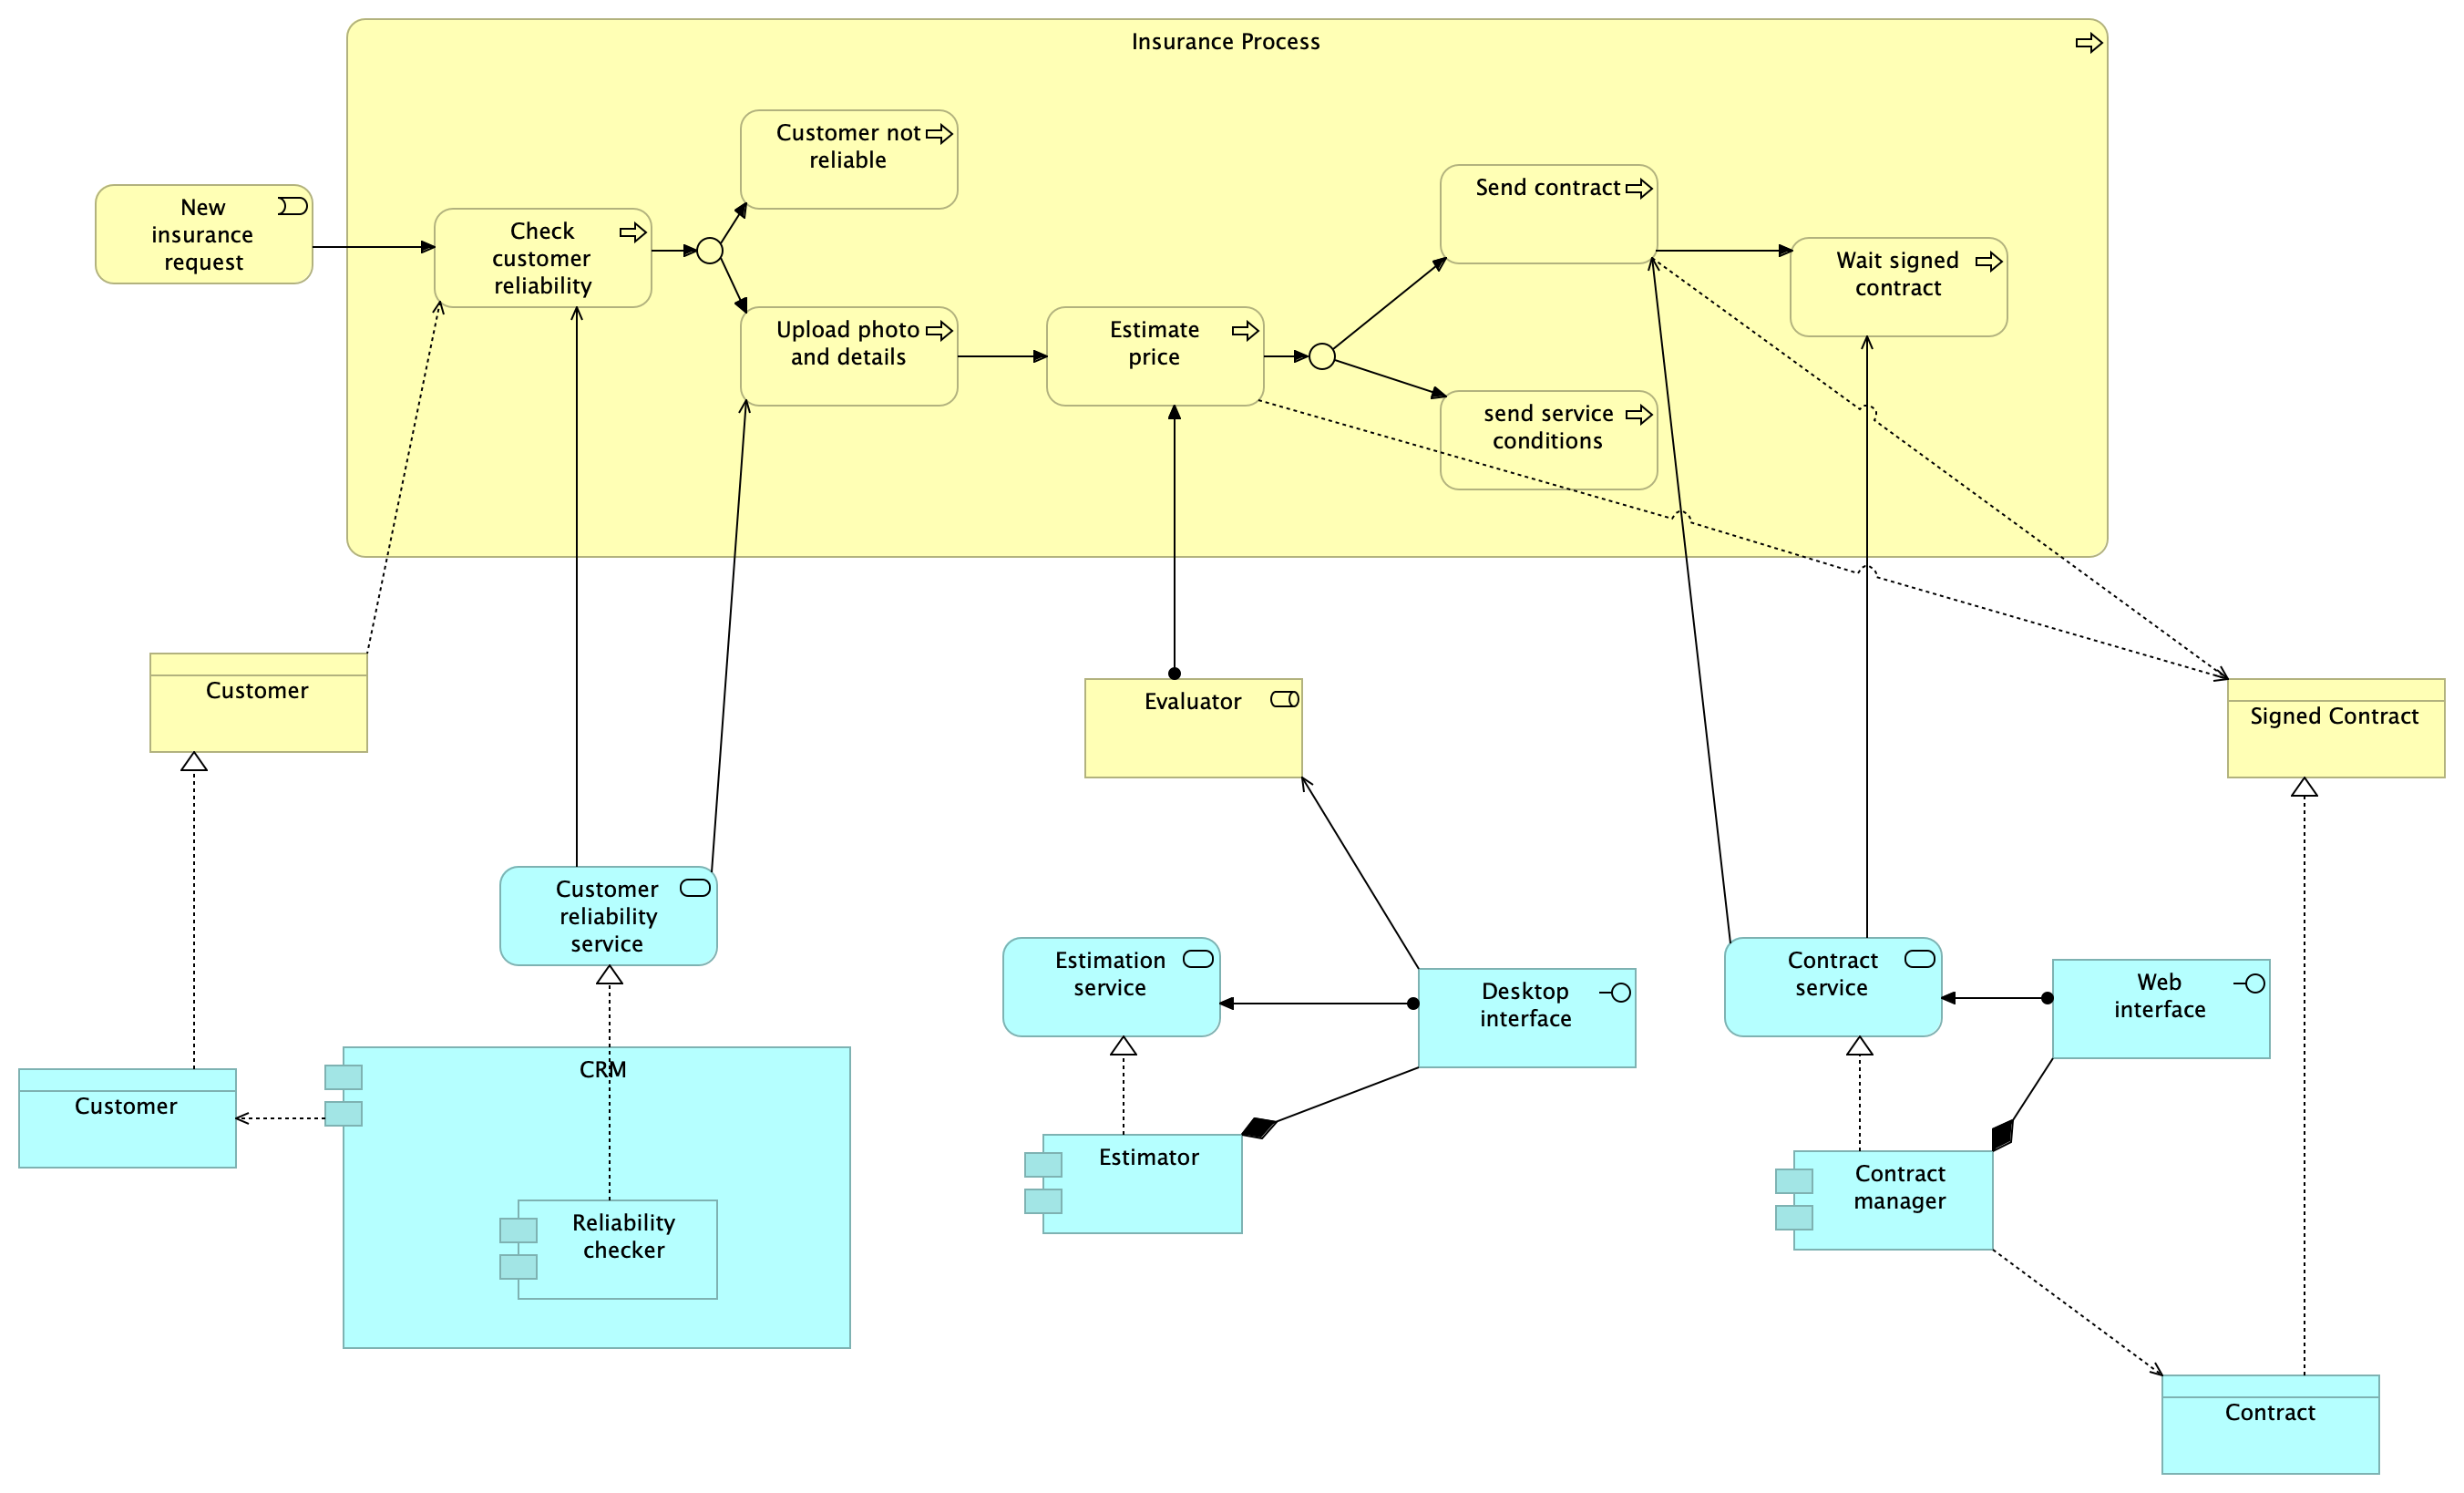 Insurance Process
New
insurance
request
Check
customer
reliability
Customer not
reliable
Upload photo
and details
Estimate
price
Send contract
send service
conditions
Wait signed
contract
Customer
Evaluator
Signed Contract
Customer
reliability
service
Estimation
service
Desktop
interface
Contract
service
Web
interface
Customer
CRM
Reliability
checker
Estimator
Contract
manager
Contract